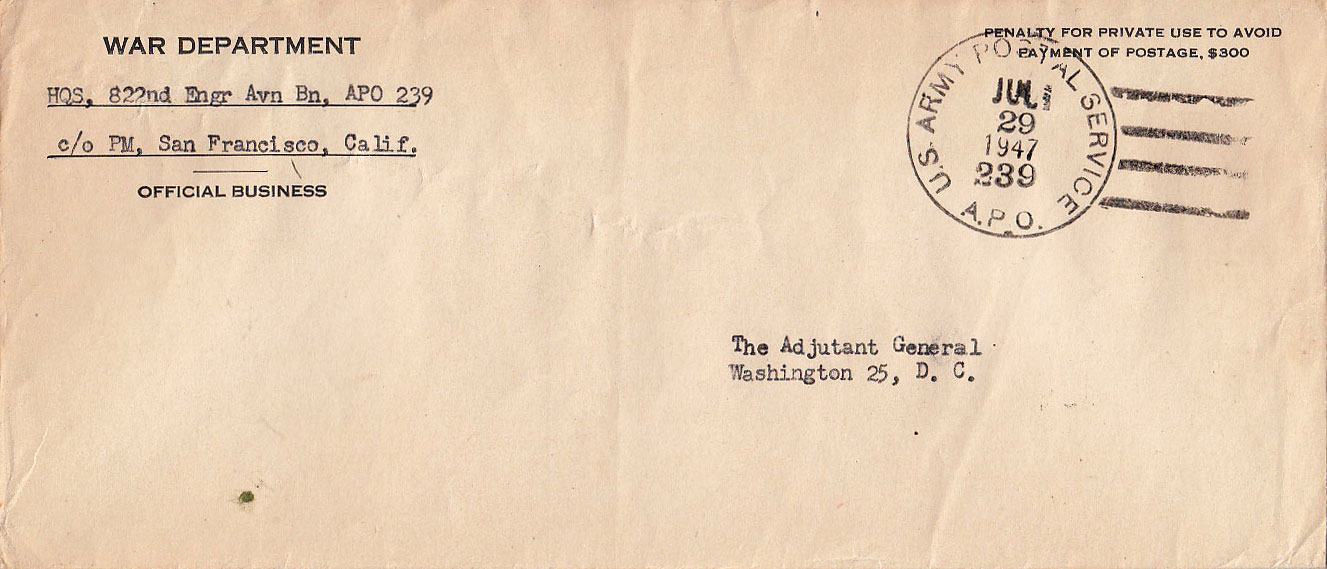 WAR DEPARTMENT
HQS, 822nd Engr Avn Bn, APO 239
c/o PM, San Francisco, Calif.
OFFICIAL BUSINESS
PENALTY FOR PRIVATE USE TO AVOID
PAYMENT OF POSTAGE, $300
U.S. ARMY POSTAL SERVICE
JUL
29
1947
239
A.P.O.
The Adjutant General
Washington 25, D. C.